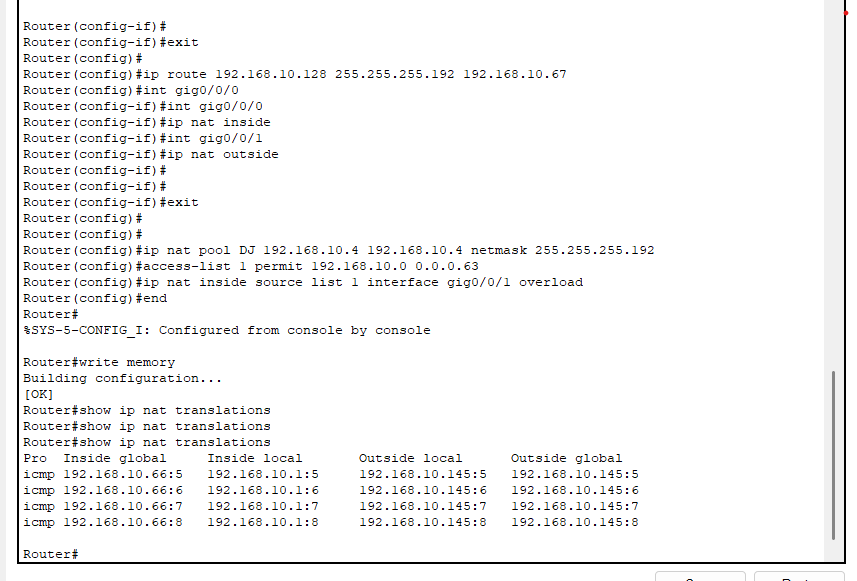 Router(config-if)#
Router(config-if)#exit
Router(config)#
Router(config)#ip route 192.168.10.128 255.255.255.192 192.168.10.67
Router(config)#int gig0/0/0
Router(config-if)#int gig0/0/0
Router(config-if)#ip nat inside
Router(config-if)#int gig0/0/1
Router(config-if)#ip nat outside
Router(config-if)#
Router(config-if)#
Router(config-if)#exit
Router(config)#
Router(config)#
Router(config)#ip nat pool DJ 192.168.10.4 192.168.10.4 netmask 255.255.255.192
Router(config)#access-list 1 permit 192.168.10.0 0.0.0.63
Router(config)#ip nat inside source list 1 interface gig0/0/1 overload
Router(config)#end
Router#
%SYS-5-CONFIG_I: Configured from console by console
Router#write memory
Building configuration...
[OK]
Router#show ip nat translations
Router#show ip nat translations
Router#show ip nat translations
Pro Inside global Inside local Outside local Outside global
icmp 192.168.10.66:5 192.168.10.1:5 192.168.10.145:5 192.168.10.145:5
icmp 192.168.10.66:6 192.168.10.1:6 192.168.10.145:6 192.168.10.145:6
icmp 192.168.10.66:7 192.168.10.1:7 192.168.10.145:7 192.168.10.145:7
icmp 192.168.10.66:8 192.168.10.1:8 192.168.10.145:8 192.168.10.145:8
Router#